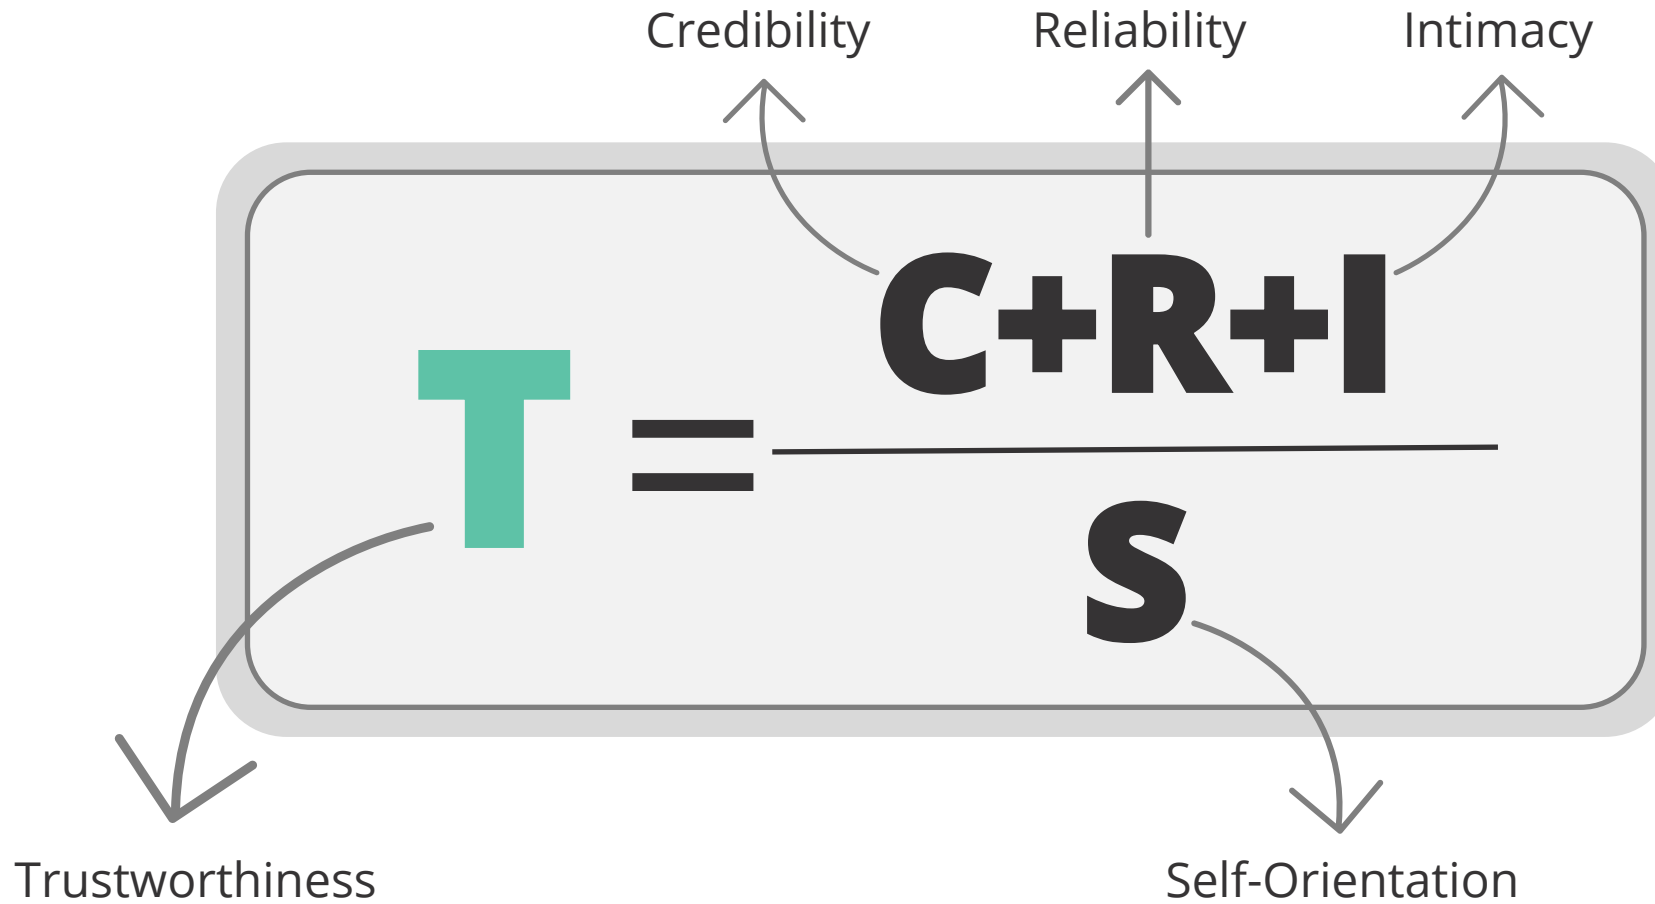 Credibility Reliability Intimacy
C+R+I
T =
S
Trustworthiness Self-Orientation